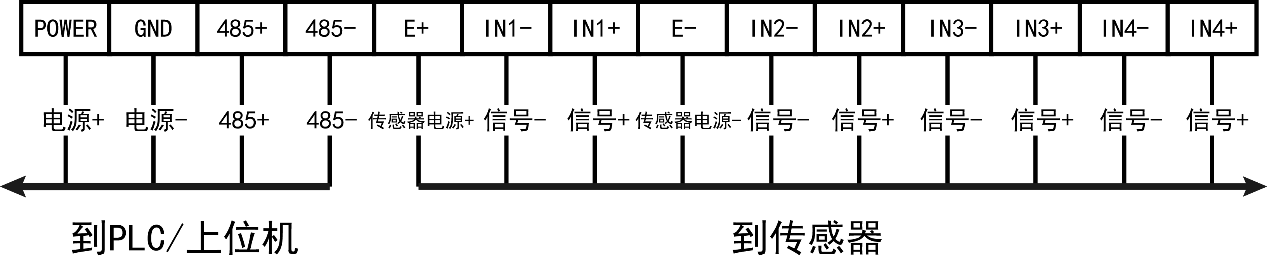 POWER GND 485+ 485- E+ IN1- IN1+ E- IN2- IN2+ IN3- IN3+ IN4- IN4+
电源+ 电源- 485+ 485- 传感器电源+ 信号- 信号+ 传感器电源- 信号- 信号+ 信号- 信号+ 信号- 信号+
到PLC/上位机 到传感器